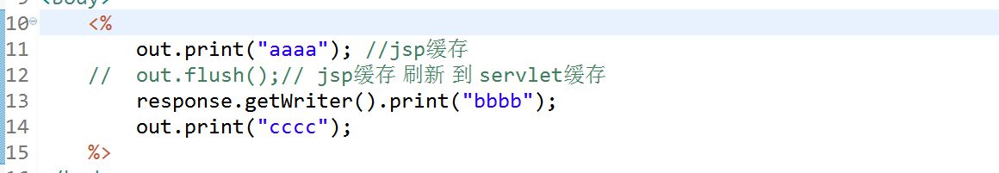 10 <%
11 out.print("aaaa"); //jsp缓存
12 // out.flush();// jsp缓存 刷新 到 servlet缓存
13 response.getWriter().print("bbbb");
14 out.print("cccc");
15 %>